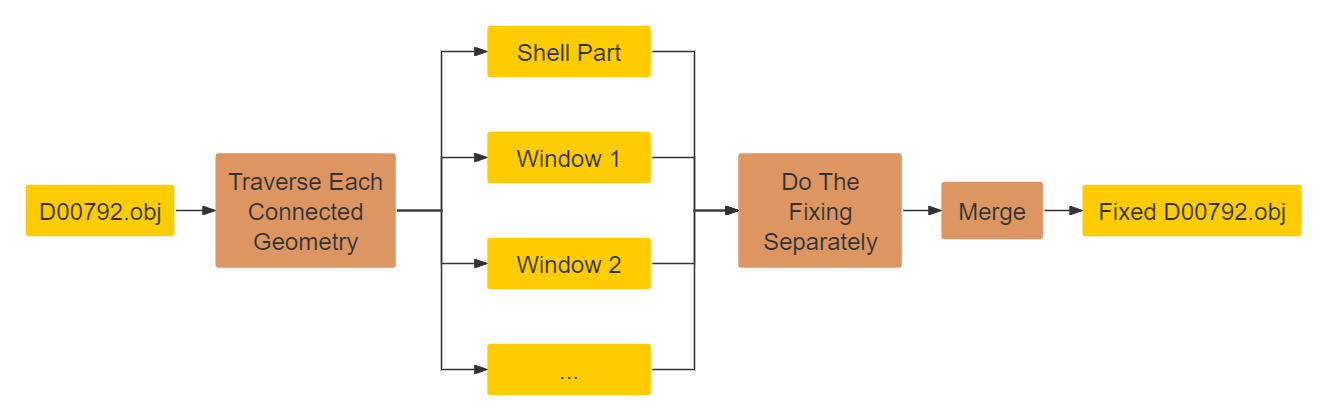 D00792.obj
Traverse Each
Connected
Geometry
Shell Part
Window 1
Window 2
...
Do The
Fixing
Separately
Merge
Fixed D00792.obj